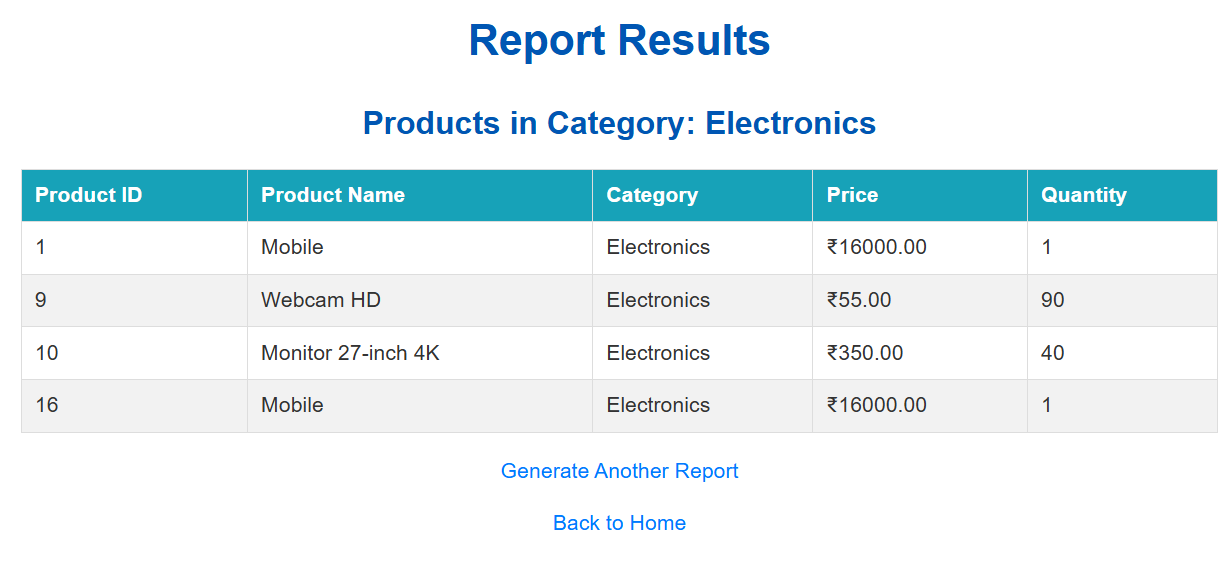 Report Results
Products in Category: Electronics
Product ID Product Name Category Price Quantity
1 Mobile Electronics ₹16000.00 1
9 Webcam HD Electronics ₹55.00 90
10 Monitor 27-inch 4K Electronics ₹350.00 40
16 Mobile Electronics ₹16000.00 1
Generate Another Report
Back to Home